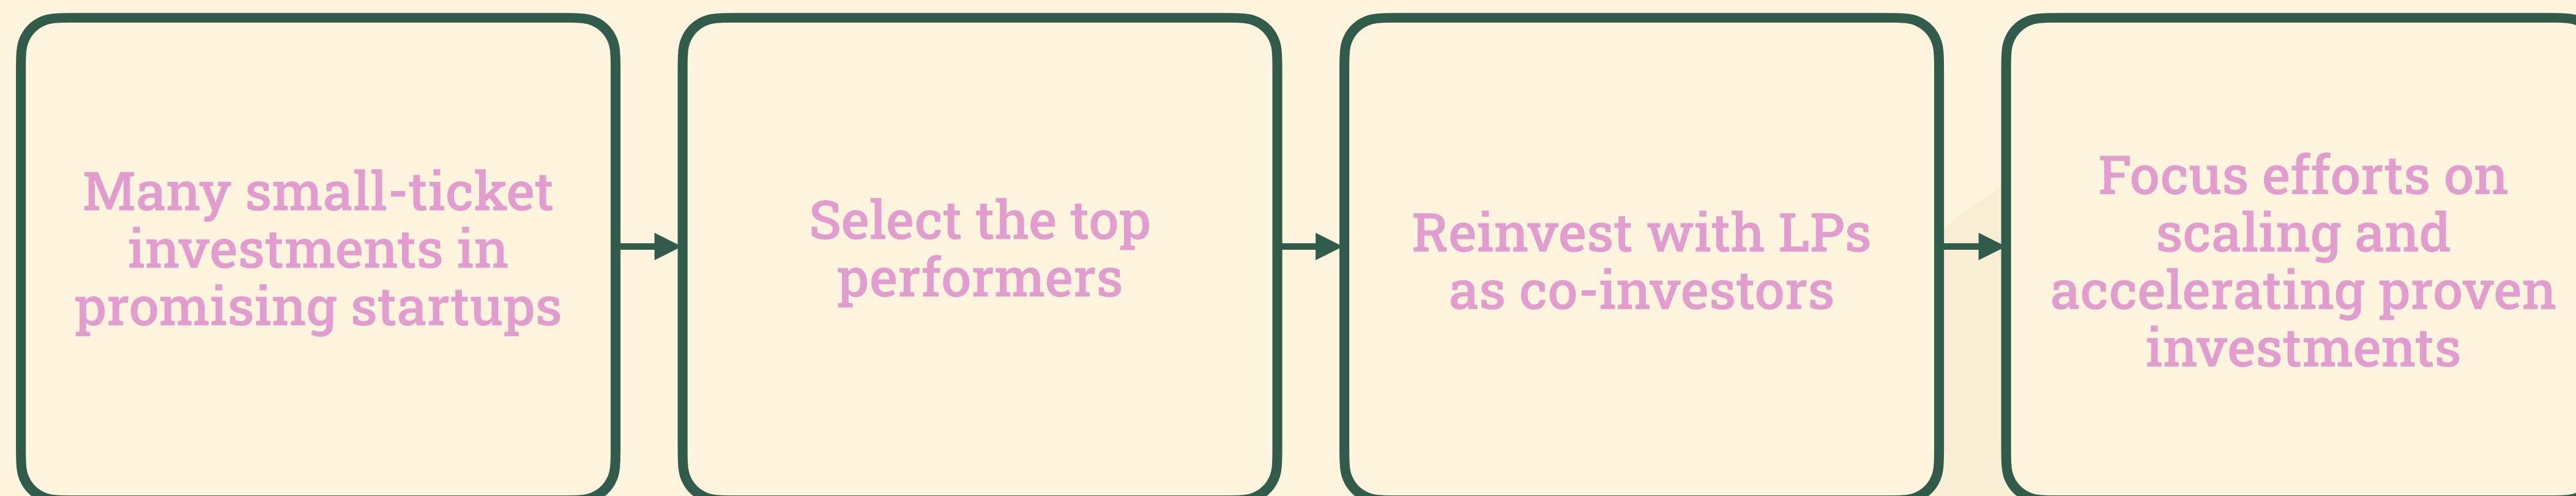 Many small-ticket
investments in
promising startups
Select the top
performers
Reinvest with LPs
as co-investors
Focus efforts on
scaling and
accelerating proven
investments